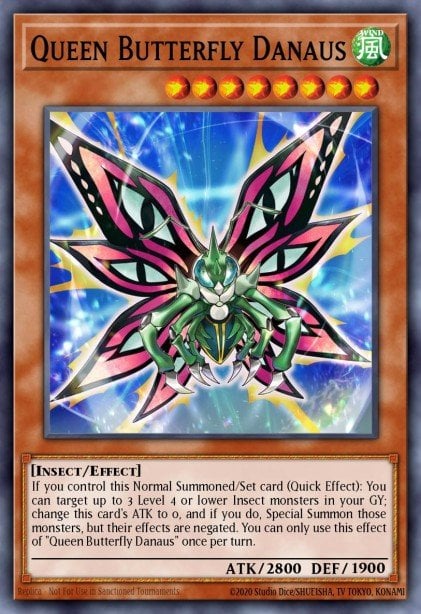 QUEEN BUTTERFLY DANAUS
WIND
風
[INSECT/EFFECT]
If you control this Normal Summoned/Set card (Quick Effect): You
can target up to 3 Level 4 or lower Insect monsters in your GY;
change this card's ATK to 0, and if you do, Special Summon those
monsters, but their effects are negated. You can only use this effect
of "Queen Butterfly Danaus" once per turn.
ATK/2800 DEF/1900
Replica - Not For Use in Sanctioned Tournaments
©2020 Studio Dice/SHUEISHA, TV TOKYO, KONAMI